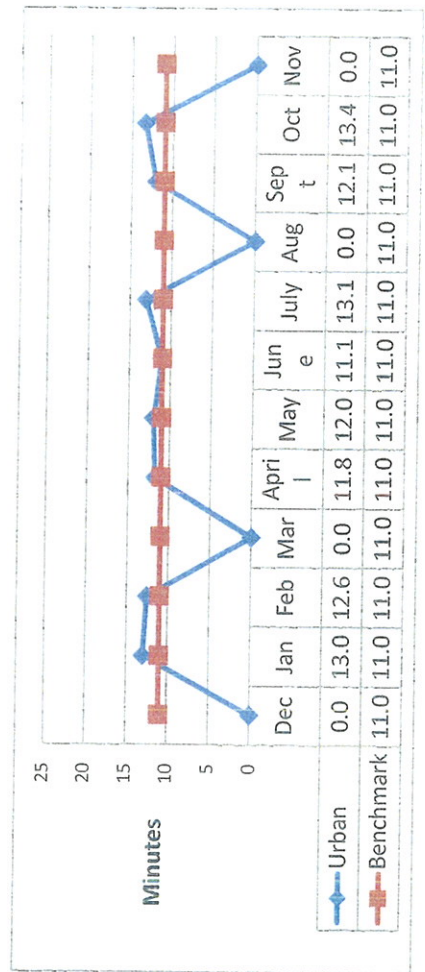 25
20
15
10
5
0
Minutes
Dec Jan Feb Mar Apri May Jun July Aug Sep Oct Nov
l e t
Urban 0.0 13.0 12.6 0.0 11.8 12.0 11.1 13.1 0.0 12.1 13.4 0.0
Benchmark 11.0 11.0 11.0 11.0 11.0 11.0 11.0 11.0 11.0 11.0 11.0 11.0